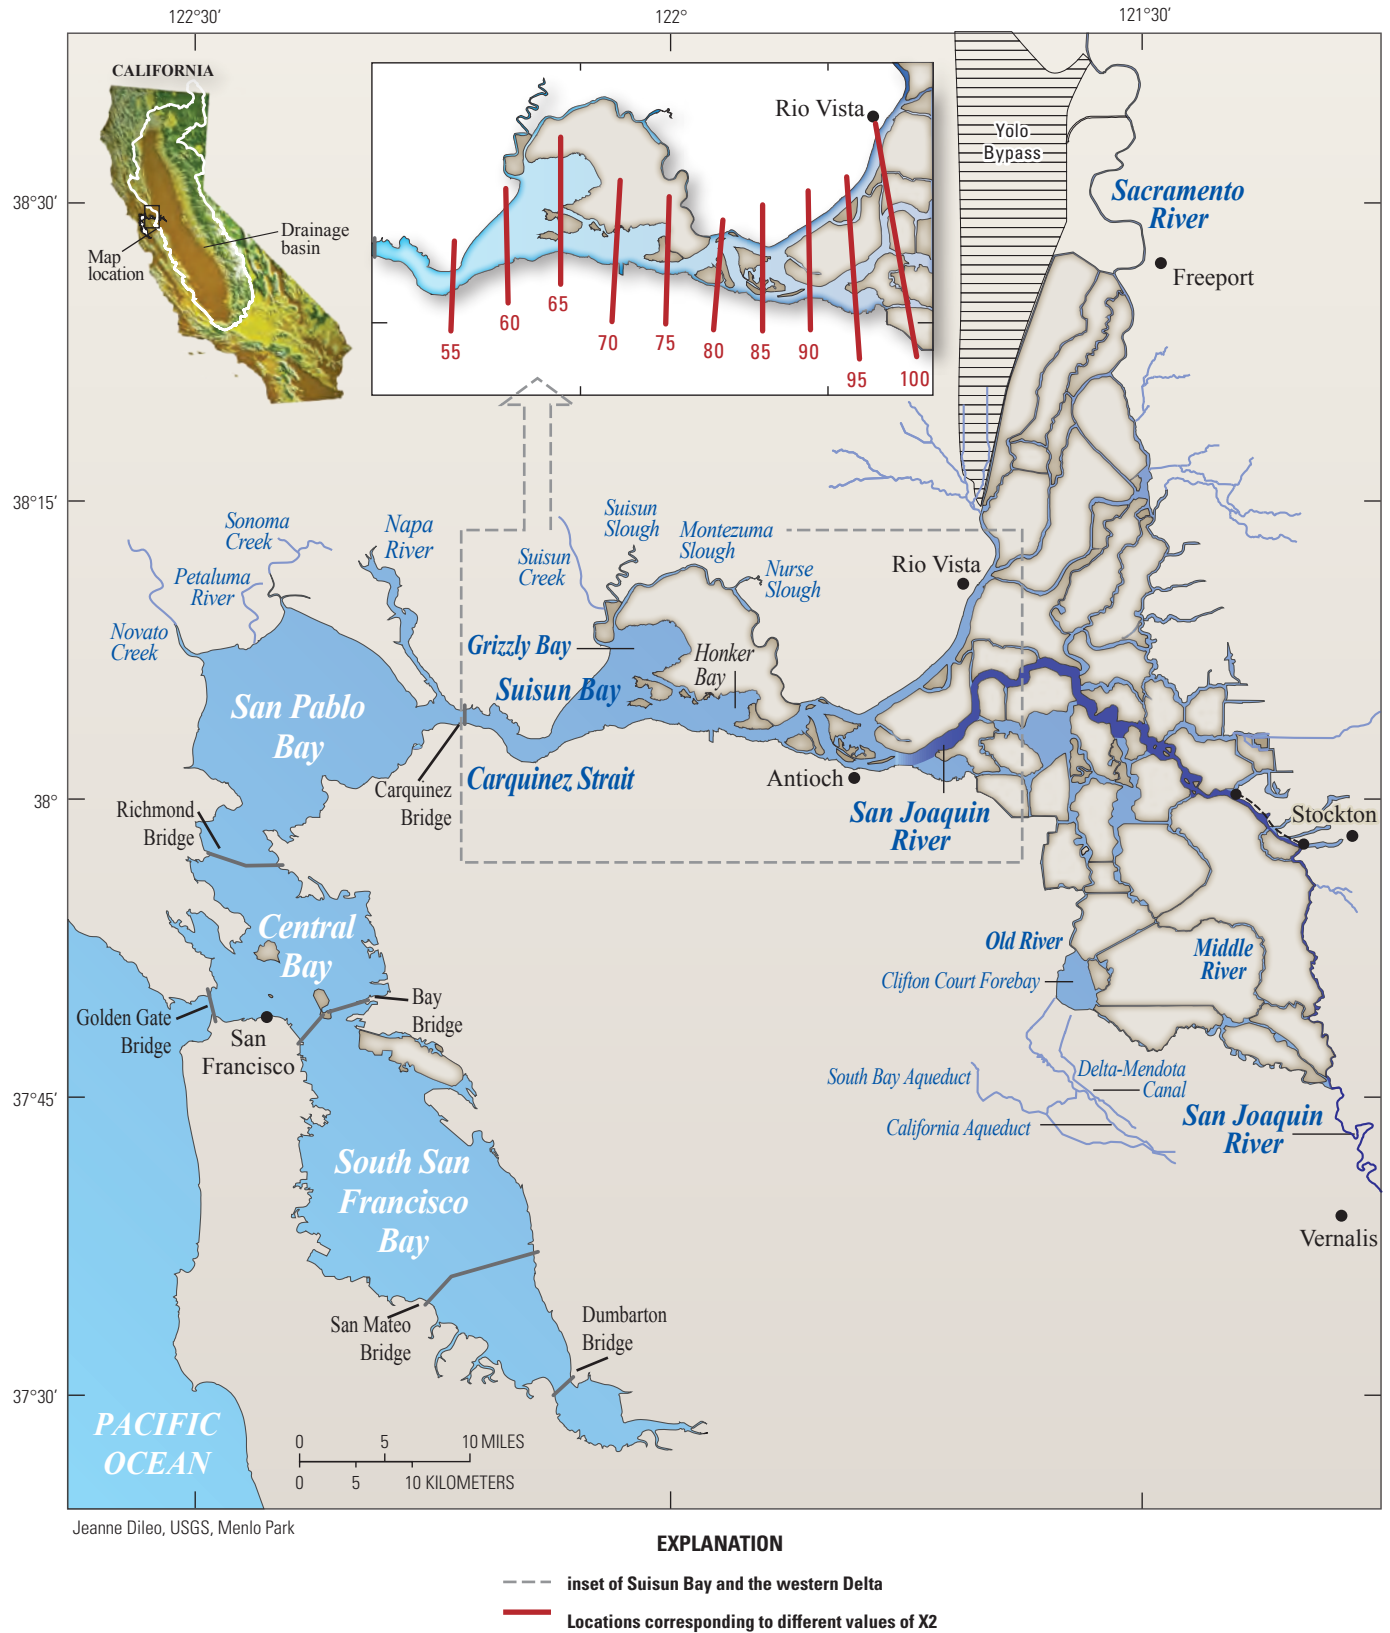 122°30′
122°
121°30′
CALIFORNIA
Map
location
Drainage
basin
Rio Vista
55
60
65
70
75
80
85
90
95
100
Yolo
Bypass
Sacramento
River
Freeport
38°30′
38°15′
38°
37°45′
37°30′
Sonoma
Creek
Napa
River
Petaluma
River
Novato
Creek
Suisun
Creek
Suisun
Slough
Montezuma
Slough
Nurse
Slough
Rio Vista
Grizzly Bay
Suisun Bay
Honker
Bay
San Pablo
Bay
Carquinez
Bridge
Carquinez Strait
Antioch
San Joaquin
River
Stockton
Richmond
Bridge
Central
Bay
Golden Gate
Bridge
San
Francisco
Bay
Bridge
Old River
Middle
River
Clifton Court Forebay
South Bay Aqueduct
Delta-Mendota
Canal
California Aqueduct
San Joaquin
River
Vernalis
South San
Francisco
Bay
San Mateo
Bridge
Dumbarton
Bridge
PACIFIC
OCEAN
0 5 10 MILES
0 5 10 KILOMETERS
Jeanne Dileo, USGS, Menlo Park
EXPLANATION
inset of Suisun Bay and the western Delta
Locations corresponding to different values of X2